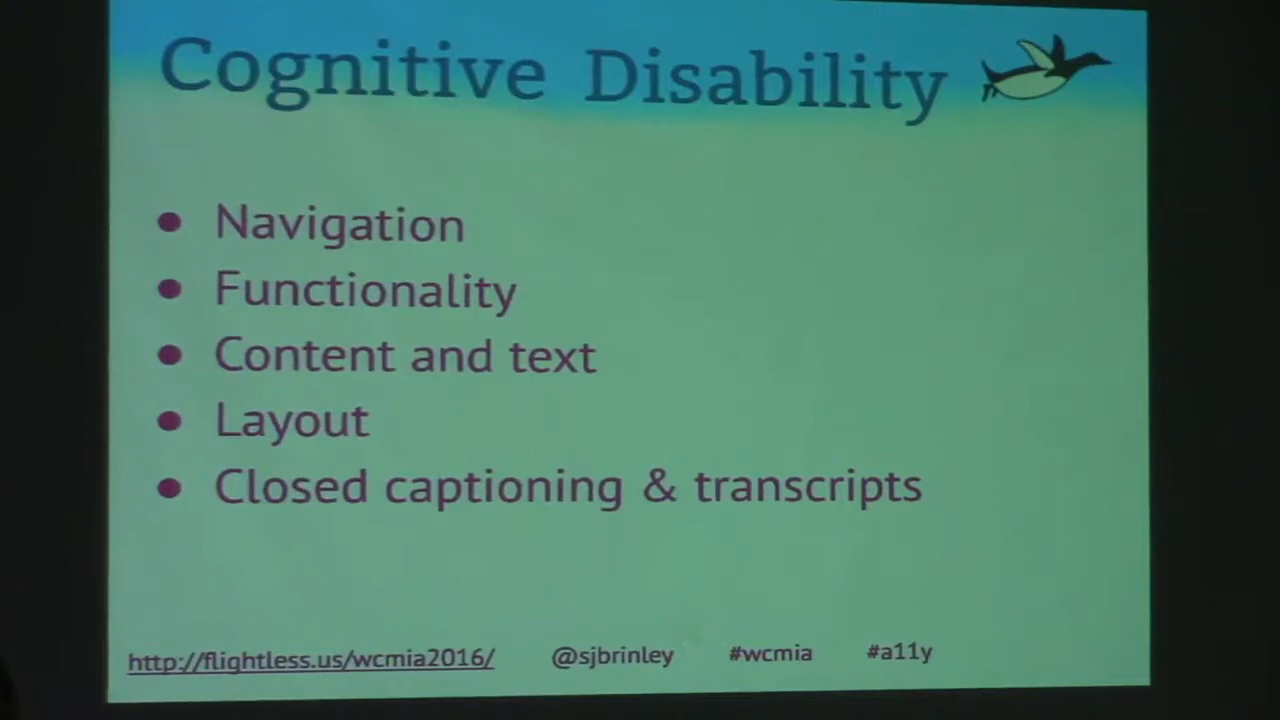 Cognitive Disability
Navigation
Functionality
Content and text
Layout
Closed captioning & transcripts
http://flightless.us/wcmia2016/ @sjbrinley #wcmia #a11y